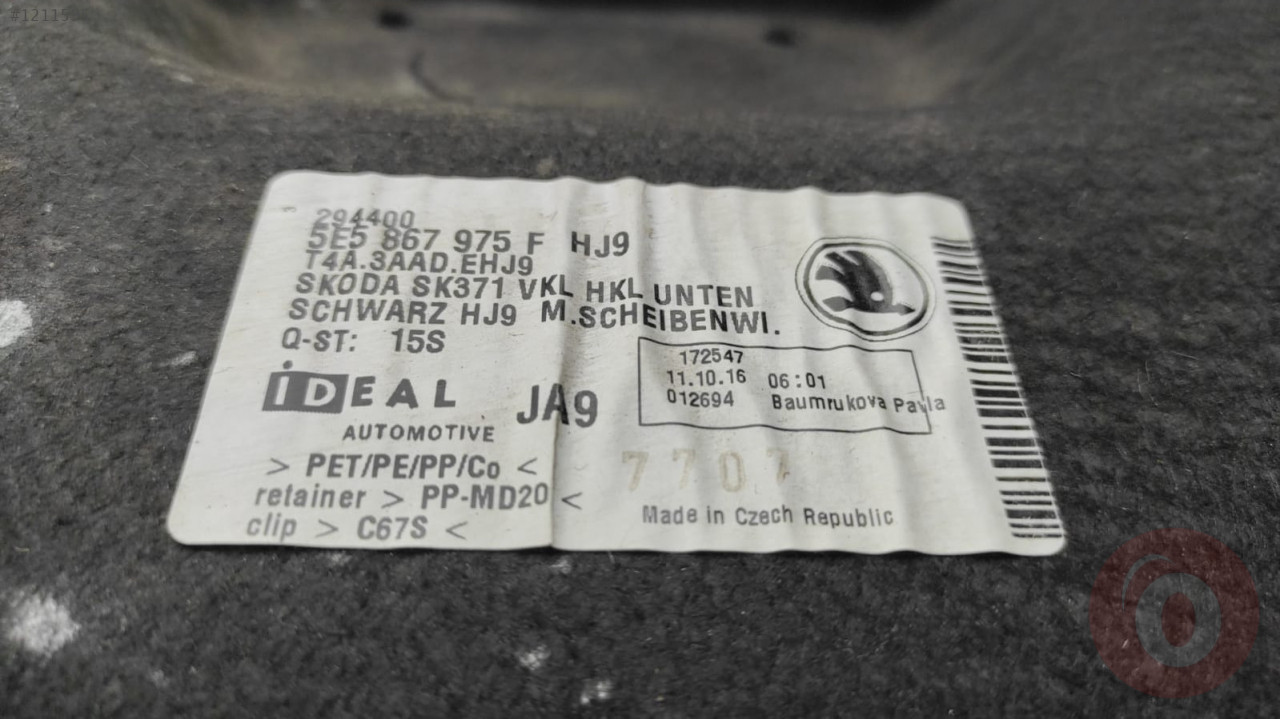 294400
5E5 867 975 F HJ9
T4A.3AAD.EHJ9
SKODA SK371 VKL HKL UNTEN
SCHWARZ HJ9 M.SCHEIBENWI.
Q-ST: 15S
iDEAL
AUTOMOTIVE
JA9
172547
11.10.16 06:01
012694 Baumrukova Pavla
> PET/PE/PP/Co <
retainer > PP-MD20 <
clip > C67S <
7707
Made in Czech Republic